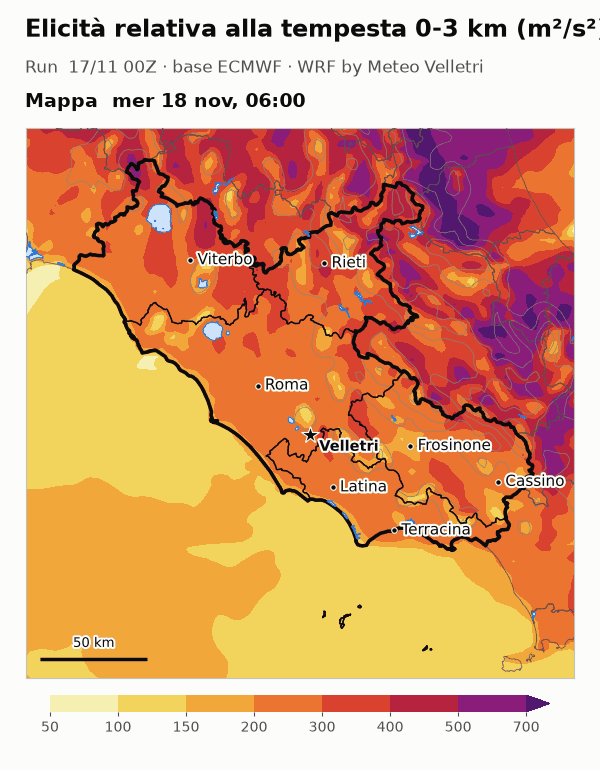 Elicità relativa alla tempesta 0-3 km (m²/s²)
Run 17/11 00Z · base ECMWF · WRF by Meteo Velletri
Mappa mer 18 nov, 06:00
Viterbo
Rieti
Roma
Velletri
Frosinone
Cassino
Latina
Terracina
50 km
50 100 150 200 300 400 500 700